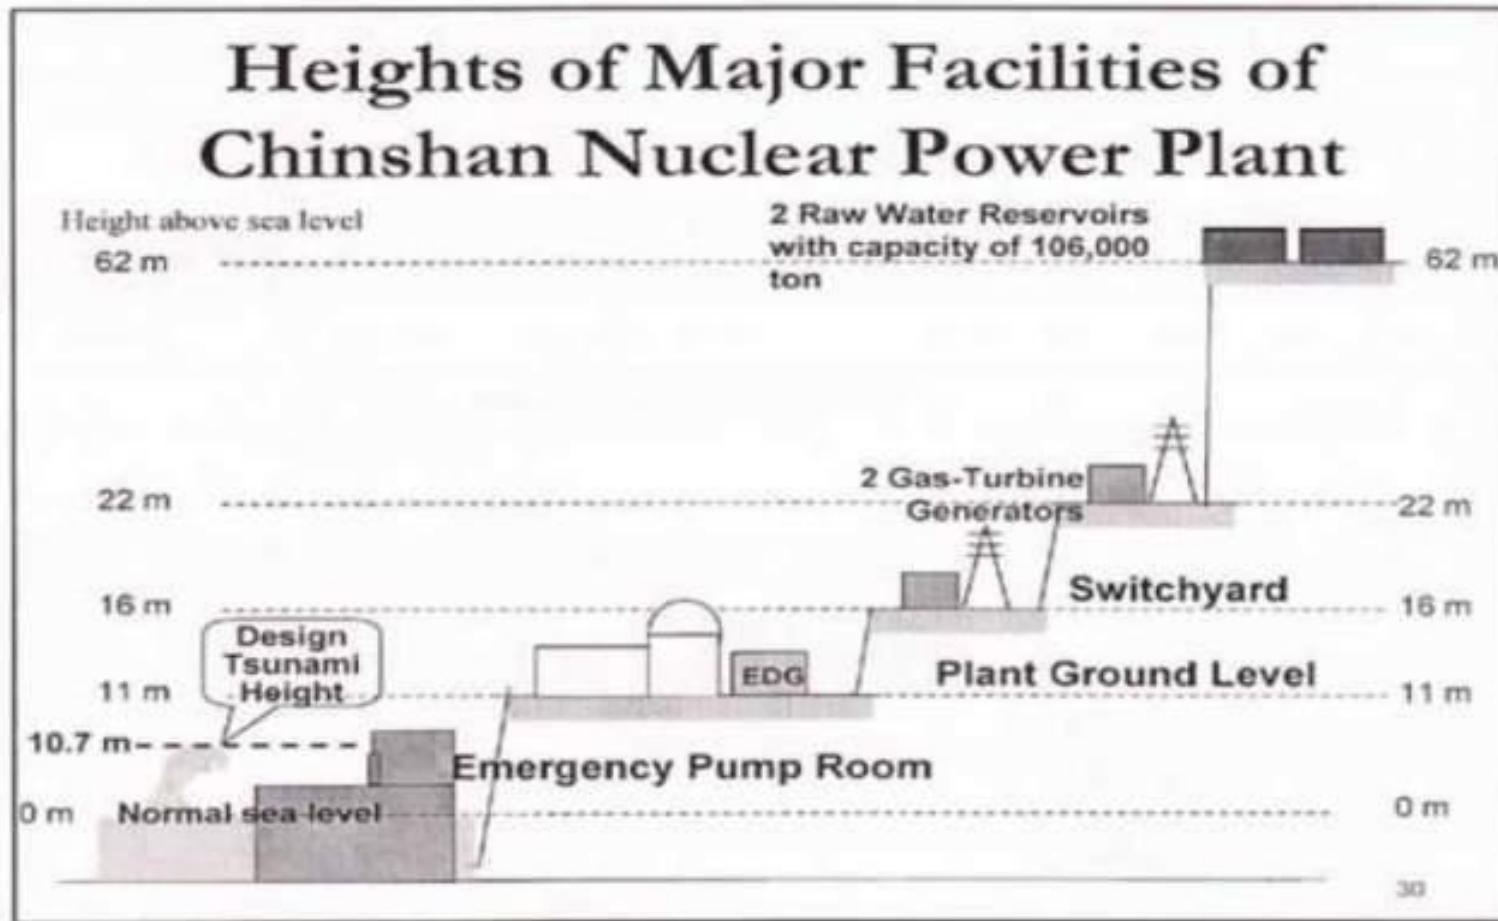 Heights of Major Facilities of
Chinshan Nuclear Power Plant
Height above sea level
2 Raw Water Reservoirs
with capacity of 106,000
ton
62 m
62 m
2 Gas-Turbine
Generators
22 m
22 m
Switchyard
16 m
16 m
Design
Tsunami
Height
EDG
Plant Ground Level
11 m
11 m
10.7 m
Emergency Pump Room
0 m
Normal sea level
0 m
30